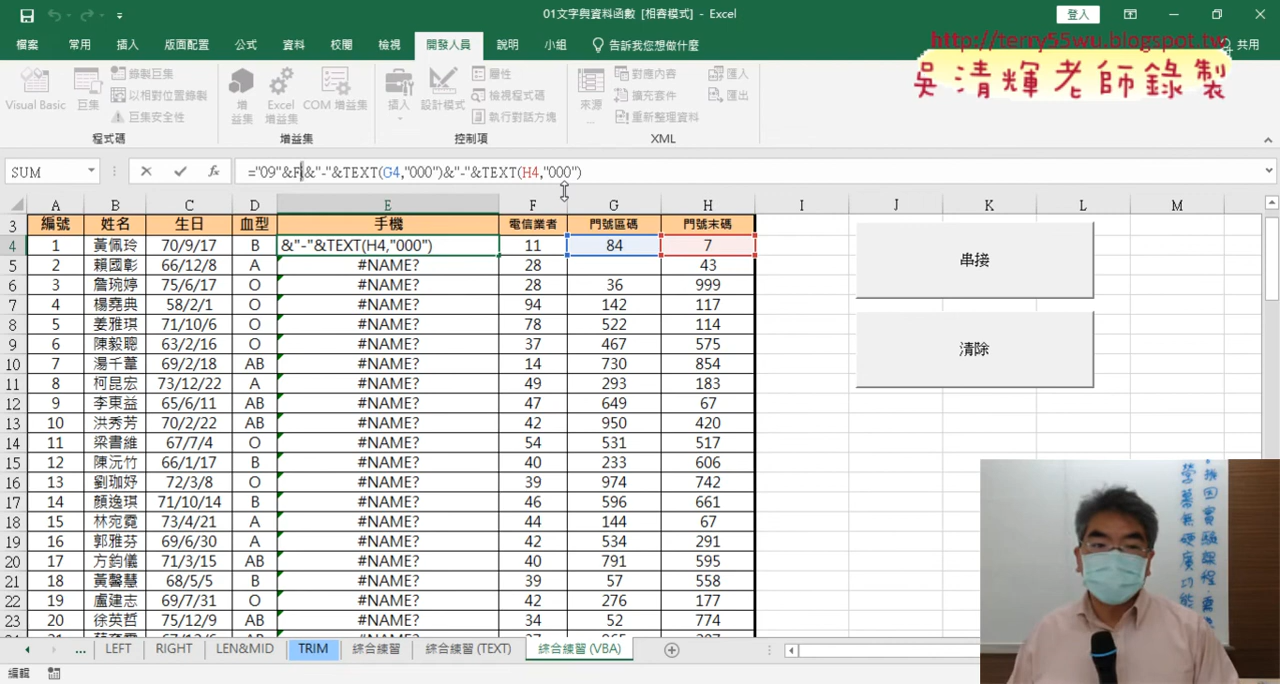 01文字與資料函數 [相容模式] - Excel
登入
檔案 常用 插入 版面配置 公式 資料 校閱 檢視 開發人員 說明 小組 告訴我您想做什麼 共用
http://terry55wu.blogspot.tw
吳清輝老師錄製
Visual Basic 巨集 錄製巨集 以相對位置錄製 巨集安全性 程式碼
增益集 Excel 增益集 COM 增益集 增益集
插入 設計模式 屬性 檢視程式碼 執行對話方塊 控制項
來源 對應內容 擴充套件 重新整理資料 匯入 匯出 XML
SUM fx ="09"&F&"-"&TEXT(G4,"000")&"-"&TEXT(H4,"000")
A B C D E F G H I J K L M
3 編號 姓名 生日 血型 手機 電信業者 門號區碼 門號末碼
4 1 黃佩玲 70/9/17 B &"-"&TEXT(H4,"000") 11 84 7
5 2 賴國彰 66/12/8 A #NAME? 28 43
6 3 詹琬婷 75/6/17 O #NAME? 28 36 999
7 4 楊堯典 58/2/1 O #NAME? 94 142 117
8 5 姜雅琪 71/10/6 O #NAME? 78 522 114
9 6 陳毅聰 63/2/16 O #NAME? 37 467 575
10 7 湯千葦 69/2/18 AB #NAME? 14 730 854
11 8 柯昆宏 73/12/22 A #NAME? 49 293 183
12 9 李東益 65/6/11 AB #NAME? 47 649 67
13 10 洪秀芳 70/2/22 AB #NAME? 42 950 420
14 11 梁書維 67/7/4 O #NAME? 54 531 517
15 12 陳沅竹 66/1/17 B #NAME? 40 233 606
16 13 劉珈妤 72/3/8 O #NAME? 39 974 742
17 14 顏逸琪 71/10/14 B #NAME? 46 596 661
18 15 林宛霓 73/4/21 A #NAME? 44 144 67
19 16 郭雅芬 69/6/30 A #NAME? 42 534 291
20 17 方鈞儀 71/3/15 AB #NAME? 40 791 595
21 18 黃馨慧 68/5/5 B #NAME? 39 57 558
22 19 盧建志 69/7/31 O #NAME? 42 276 177
23 20 徐英哲 75/12/9 AB #NAME? 34 52 774
串接
清除
... LEFT RIGHT LEN&MID TRIM 綜合練習 綜合練習 (TEXT) 綜合練習 (VBA)
編輯